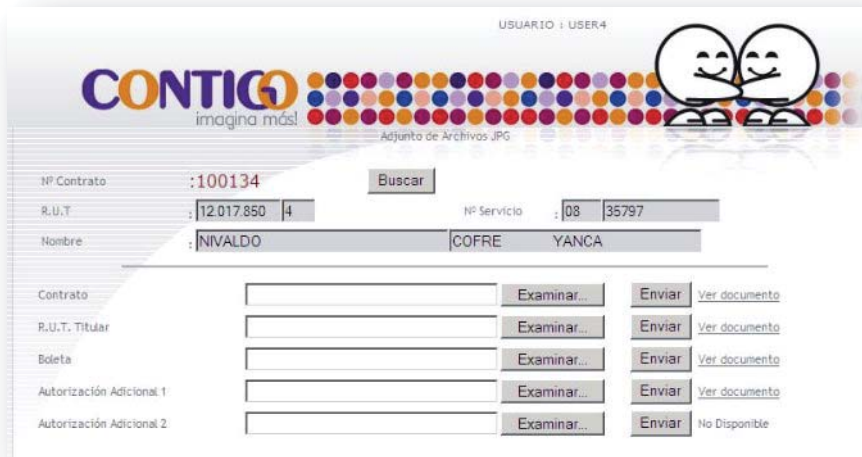 USUARIO : USER4
CONTIGO
imagina más!
Adjunto de Archivos JPG
Nº Contrato :100134 Buscar
R.U.T : 12.017.850 4 Nº Servicio : 08 35797
Nombre : NIVALDO COFRE YANCA
Contrato Examinar... Enviar Ver documento
R.U.T. Titular Examinar... Enviar Ver documento
Boleta Examinar... Enviar Ver documento
Autorización Adicional 1 Examinar... Enviar Ver documento
Autorización Adicional 2 Examinar... Enviar No Disponible